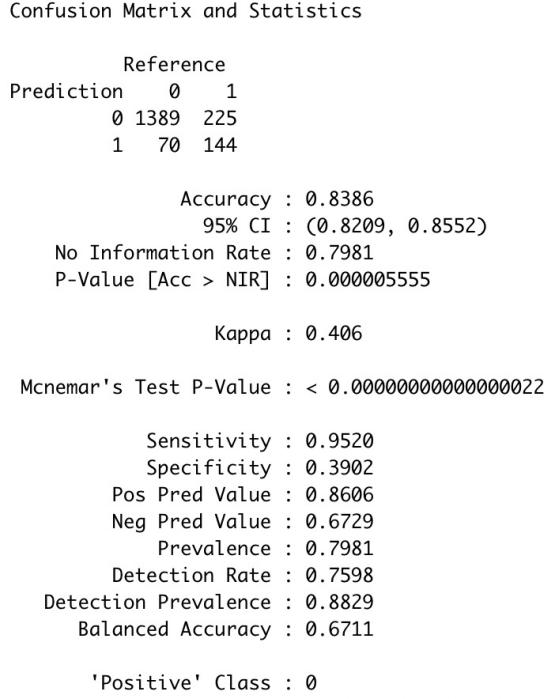 Confusion Matrix and Statistics
Reference
Prediction 0 1
0 1389 225
1 70 144
Accuracy : 0.8386
95% CI : (0.8209, 0.8552)
No Information Rate : 0.7981
P-Value [Acc > NIR] : 0.000005555
Kappa : 0.406
Mcnemar's Test P-Value : < 0.00000000000000022
Sensitivity : 0.9520
Specificity : 0.3902
Pos Pred Value : 0.8606
Neg Pred Value : 0.6729
Prevalence : 0.7981
Detection Rate : 0.7598
Detection Prevalence : 0.8829
Balanced Accuracy : 0.6711
'Positive' Class : 0